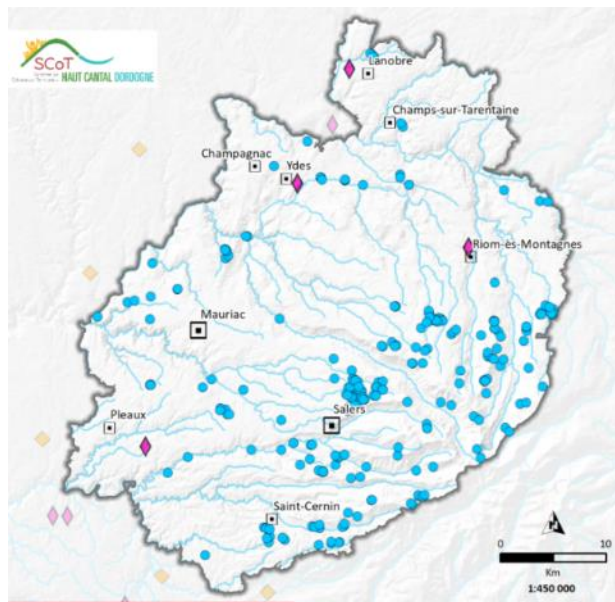 SCoT
HAUT CANTAL DORDOGNE
Lanobre
Champs-sur-Tarentaine
Champagnac
Ydes
Riom-ès-Montagnes
Mauriac
Pleaux
Salers
Saint-Cernin
N
0 10
Km
1:450 000